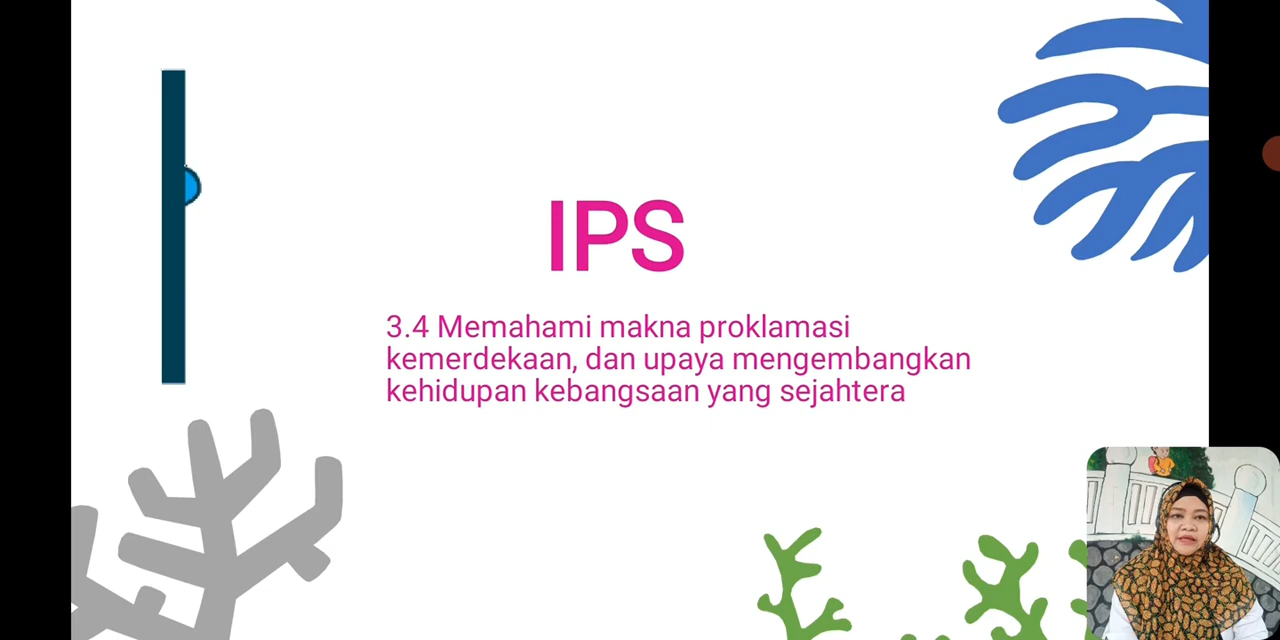 IPS
3.4 Memahami makna proklamasi
kemerdekaan, dan upaya mengembangkan
kehidupan kebangsaan yang sejahtera